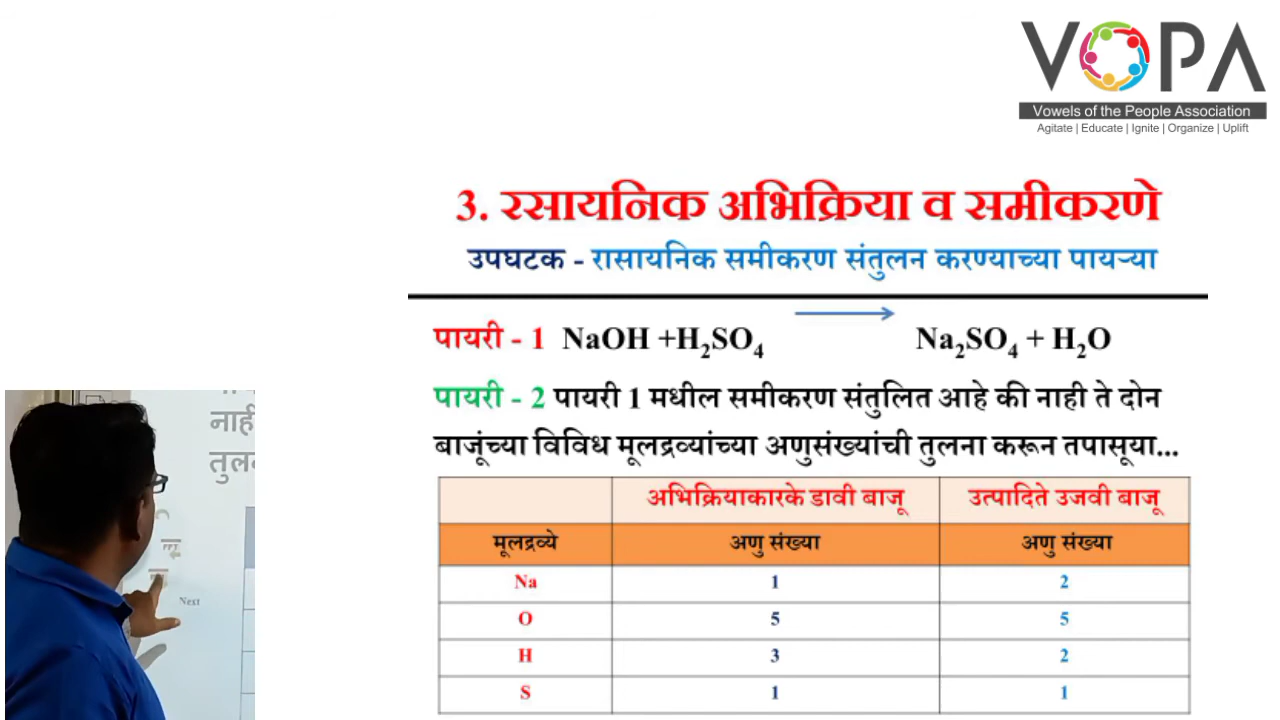 VOPA
Vowels of the People Association
Agitate | Educate | Ignite | Organize | Uplift
3. रसायनिक अभिक्रिया व समीकरणे
उपघटक - रासायनिक समीकरण संतुलन करण्याच्या पायऱ्या
पायरी - 1 NaOH +H₂SO₄ → Na₂SO₄ + H₂O
पायरी - 2 पायरी 1 मधील समीकरण संतुलित आहे की नाही ते दोन
बाजूंच्या विविध मूलद्रव्यांच्या अणुसंख्यांची तुलना करून तपासूया...
अभिक्रियाकारके डावी बाजू उत्पादिते उजवी बाजू
मूलद्रव्ये अणु संख्या अणु संख्या
Na 1 2
O 5 5
H 3 2
S 1 1
नाही
Next